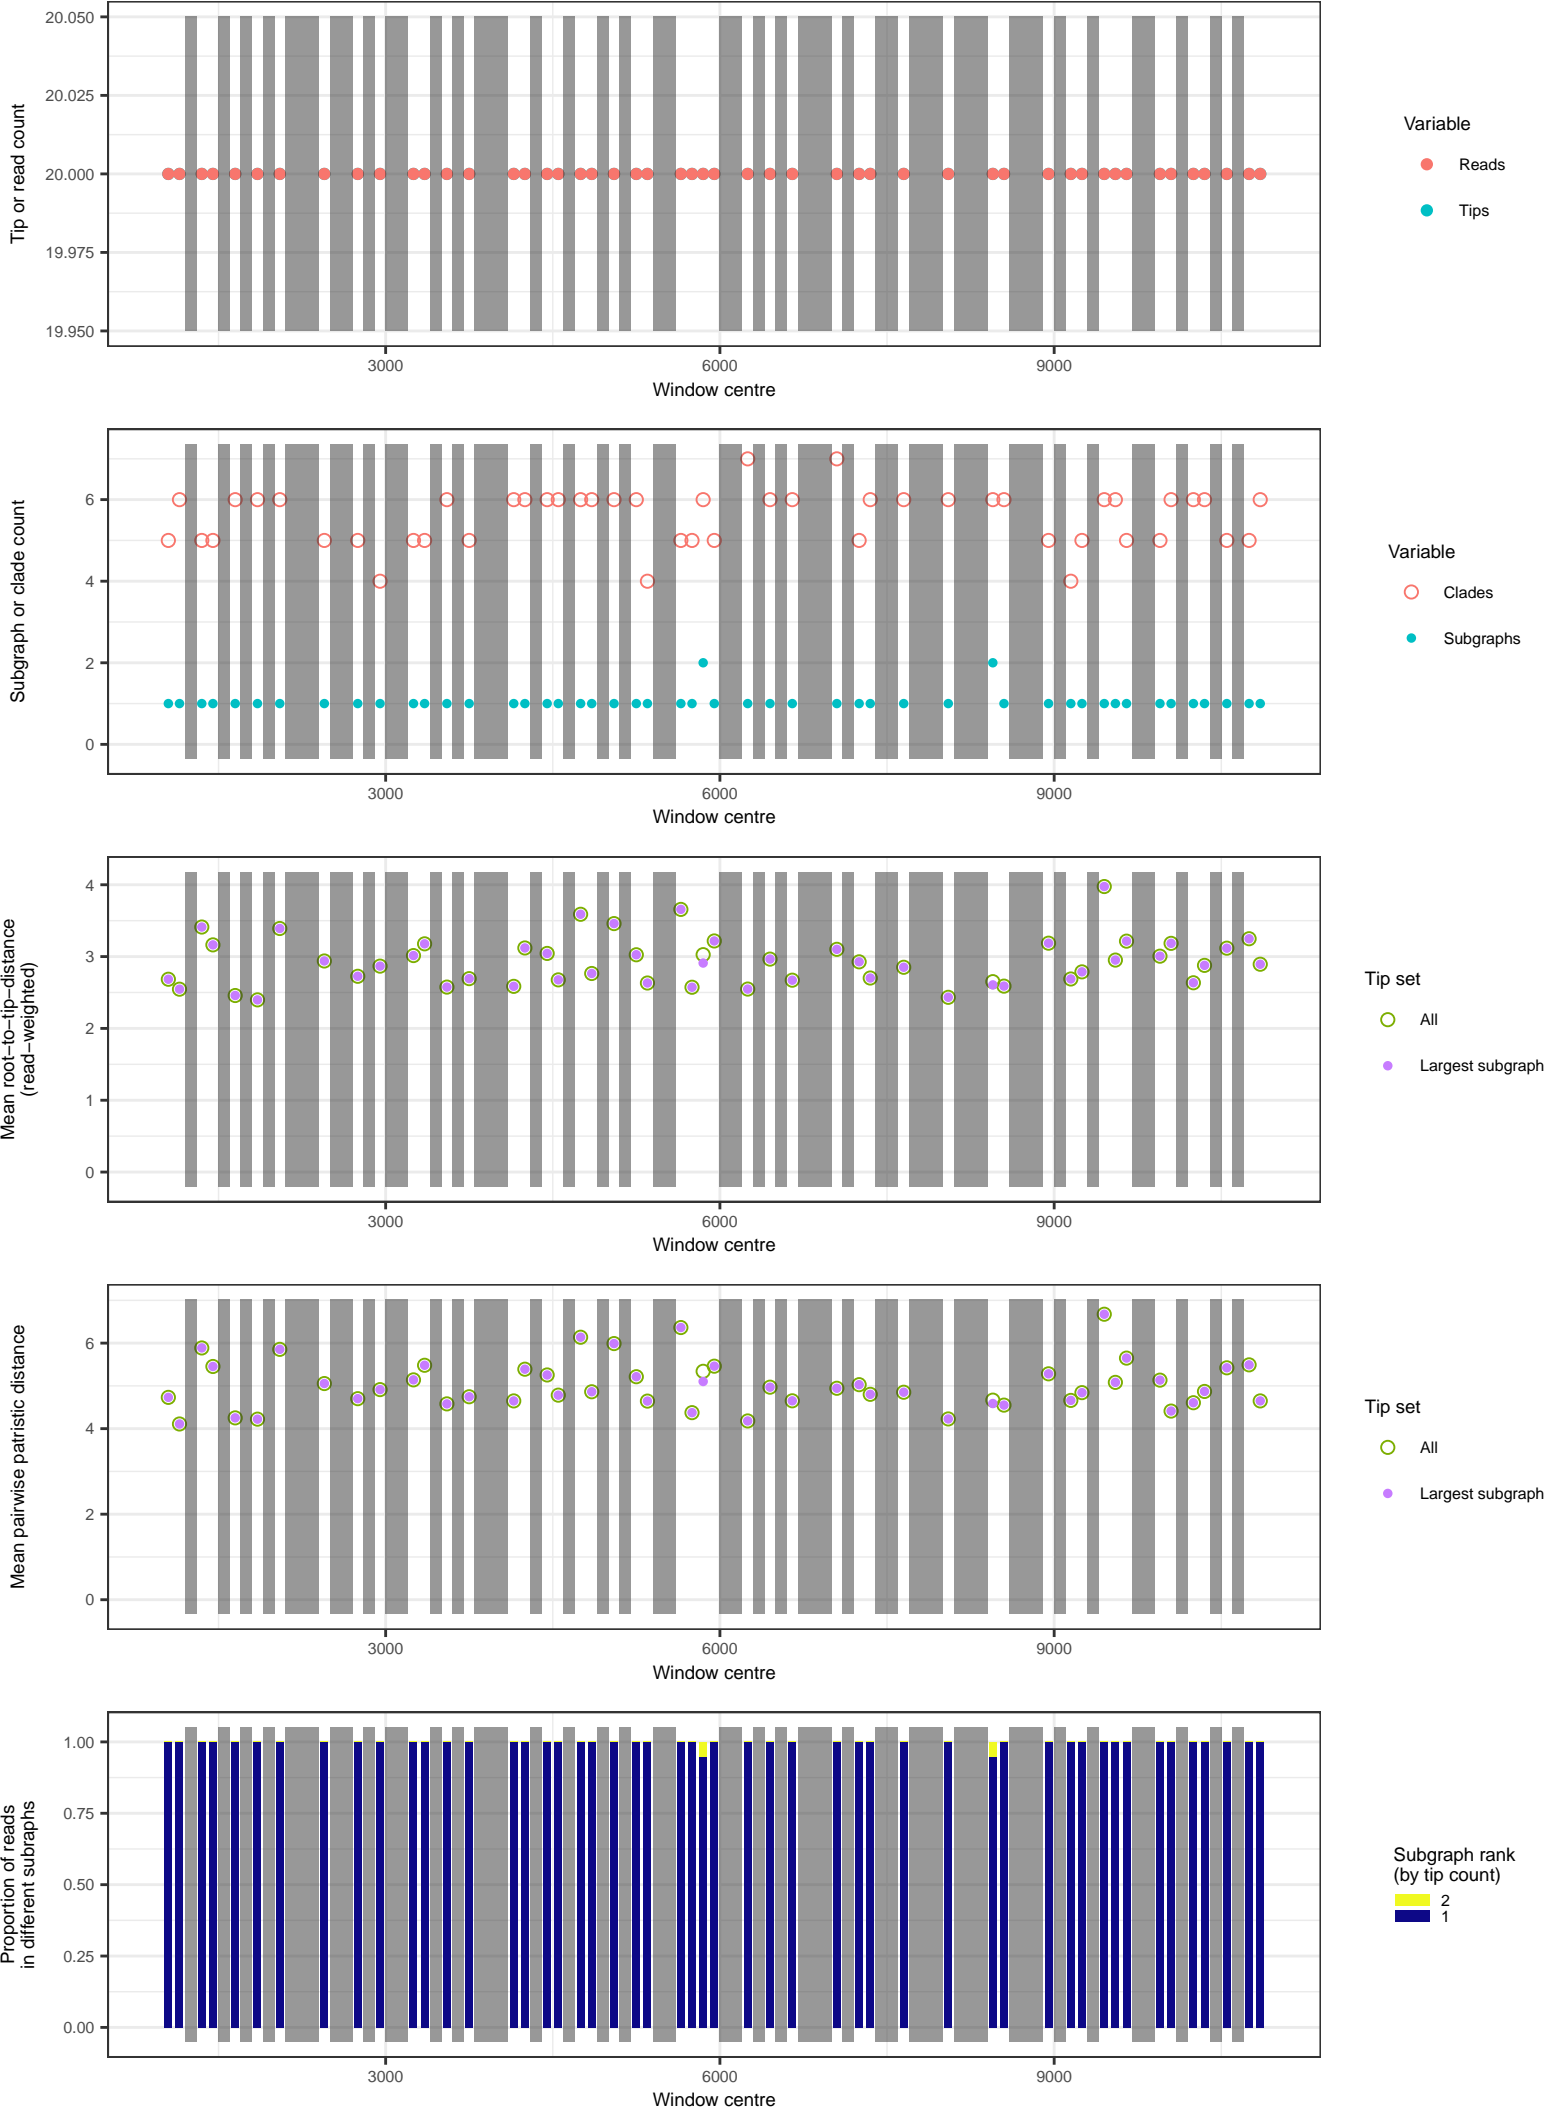 Tip or read count
20.050
20.025
20.000
19.975
19.950
3000
6000
9000
Window centre
Variable
Reads
Tips
Subgraph or clade count
6
4
2
0
3000
6000
9000
Window centre
Variable
Clades
Subgraphs
Mean root−to−tip−distance
(read−weighted)
4
3
2
1
0
3000
6000
9000
Window centre
Tip set
All
Largest subgraph
Mean pairwise patristic distance
6
4
2
0
3000
6000
9000
Window centre
Tip set
All
Largest subgraph
Proportion of reads
in different subraphs
1.00
0.75
0.50
0.25
0.00
3000
6000
9000
Window centre
Subgraph rank
(by tip count)
2
1